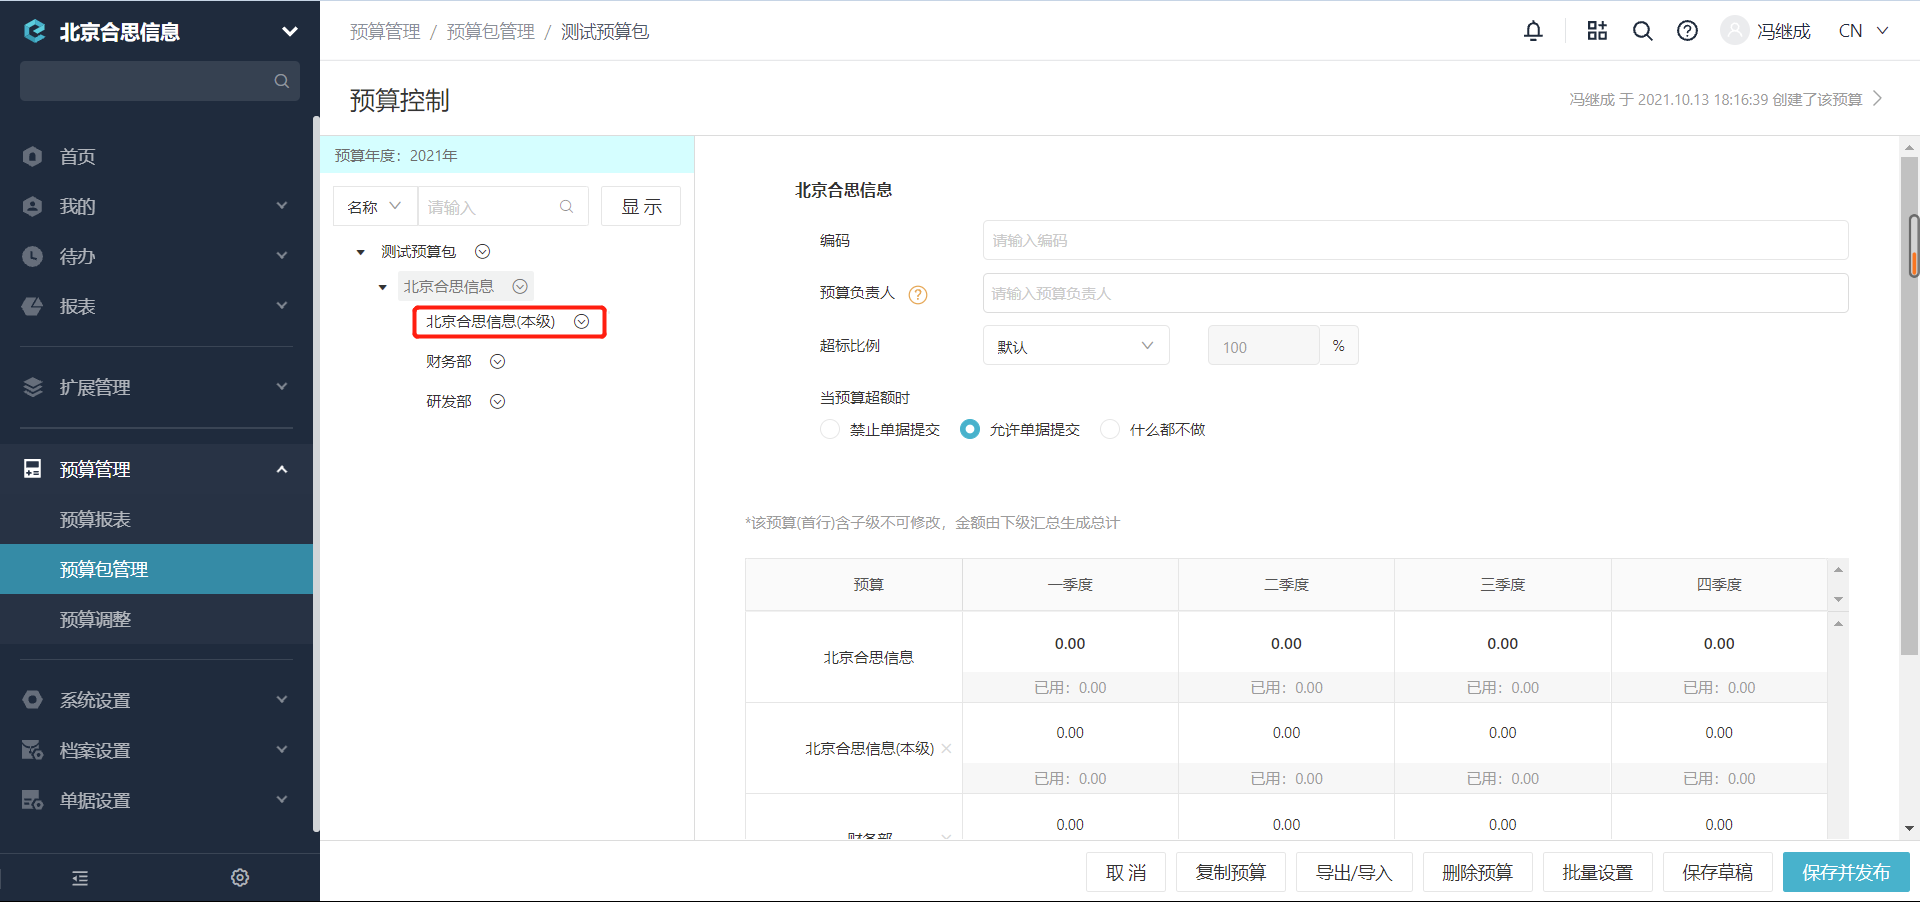 北京合思信息
首页
我的
待办
报表
扩展管理
预算管理
预算报表
预算包管理
预算调整
系统设置
档案设置
单据设置
预算管理 / 预算包管理 / 测试预算包
冯继成
CN
预算控制
冯继成 于 2021.10.13 18:16:39 创建了该预算
预算年度：2021年
名称
请输入
显 示
测试预算包
北京合思信息
北京合思信息(本级)
财务部
研发部
北京合思信息
编码
请输入编码
预算负责人
请输入预算负责人
超标比例
默认
100
%
当预算超额时
禁止单据提交
允许单据提交
什么都不做
*该预算(首行)含子级不可修改，金额由下级汇总生成总计
预算 一季度 二季度 三季度 四季度
北京合思信息
0.00 0.00 0.00 0.00
已用：0.00 已用：0.00 已用：0.00 已用：0.00
北京合思信息(本级)
0.00 0.00 0.00 0.00
已用：0.00 已用：0.00 已用：0.00 已用：0.00
财务部
0.00 0.00 0.00 0.00
取 消
复制预算
导出/导入
删除预算
批量设置
保存草稿
保存并发布